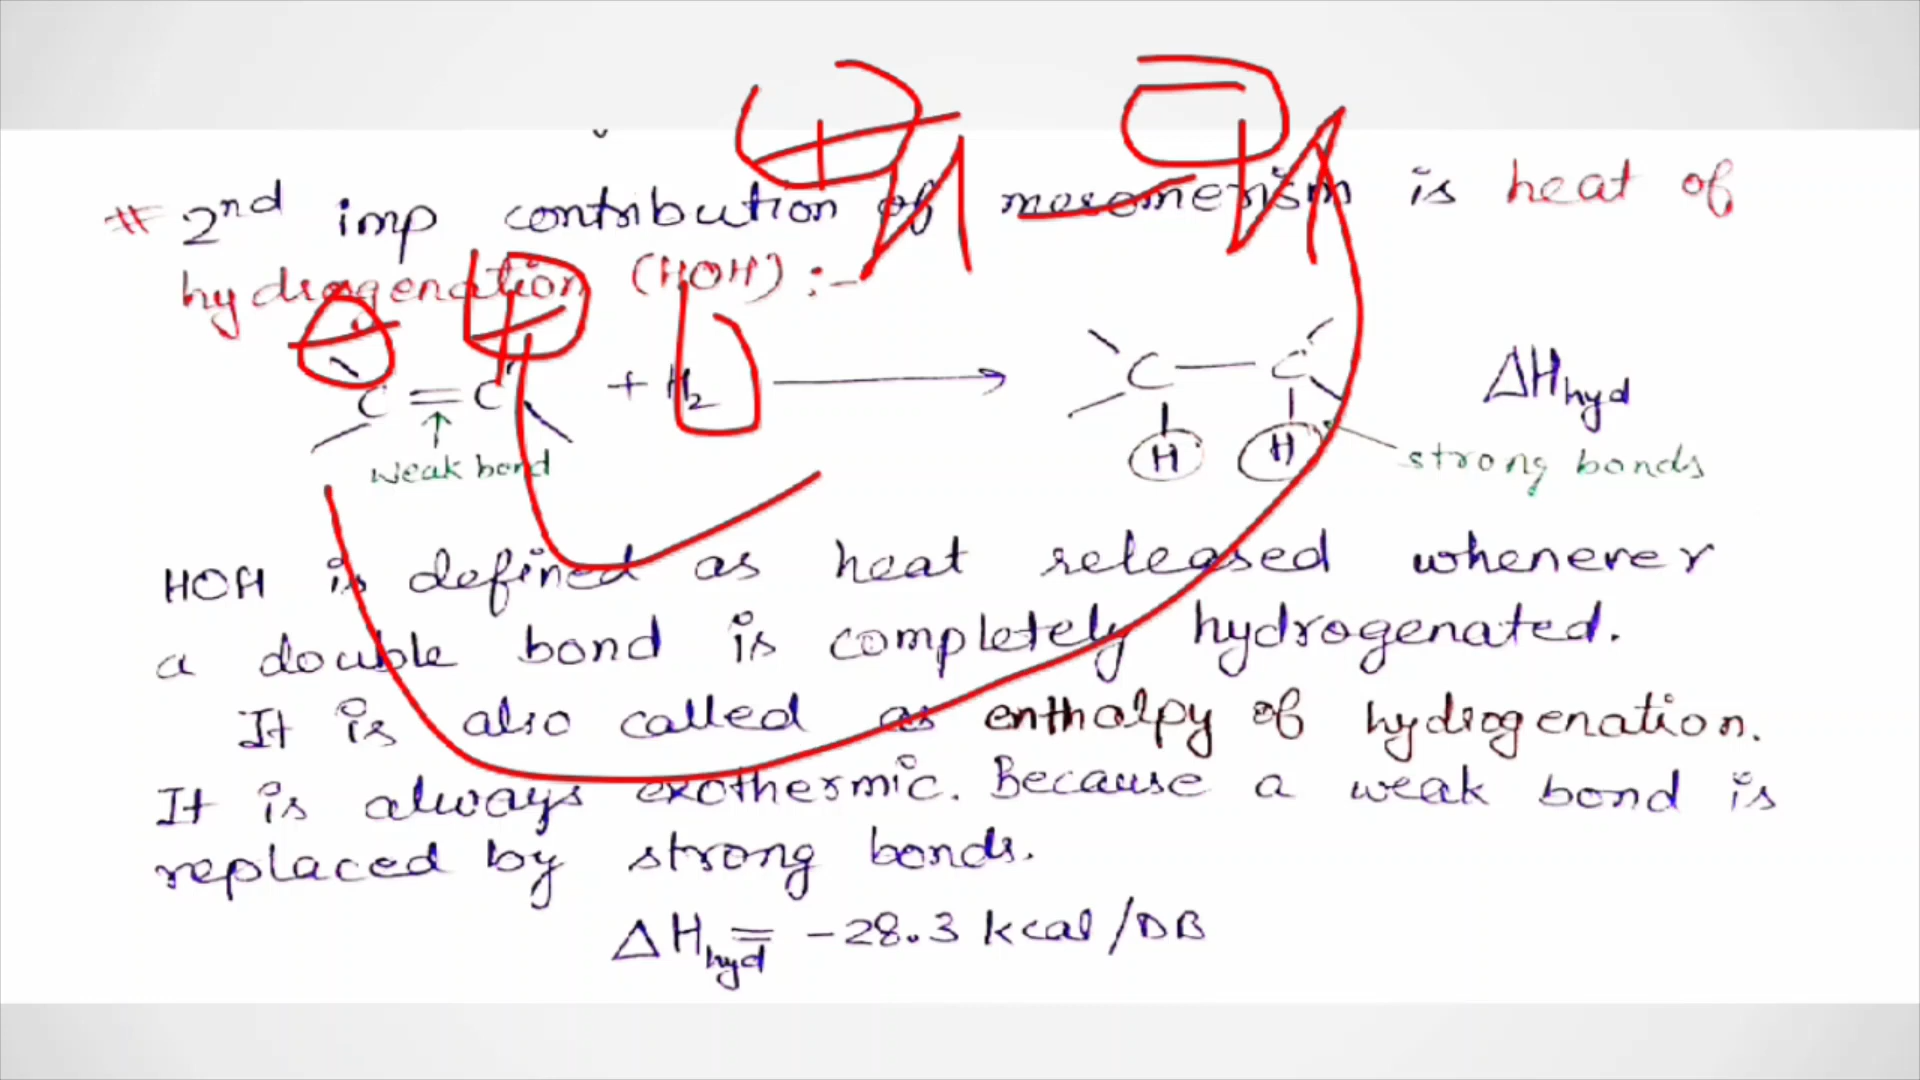 # 2nd imp contribution of mesomerism is heat of
hydrogenation (HOH) :-
C = C + H2 → C — C ΔHhyd
H H
weak bond strong bonds
HOH is defined as heat released whenever
a double bond is completely hydrogenated.
It is also called as enthalpy of hydrogenation.
It is always exothermic. Because a weak bond is
replaced by strong bonds.
ΔHhyd = -28.3 kcal/DB